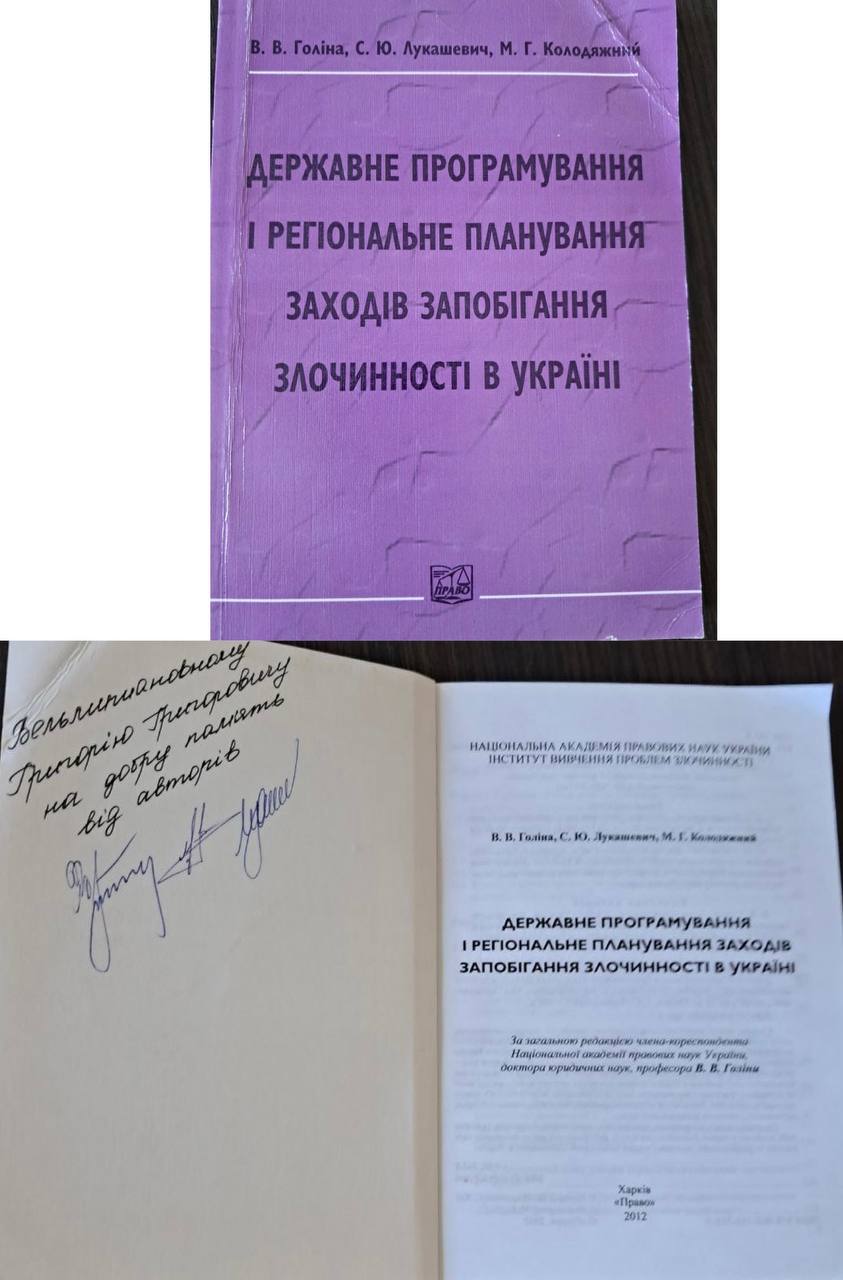 В. В. Голіна, С. Ю. Лукашевич, М. Г. Колодяжний
ДЕРЖАВНЕ ПРОГРАМУВАННЯ
І РЕГІОНАЛЬНЕ ПЛАНУВАННЯ
ЗАХОДІВ ЗАПОБІГАННЯ
ЗЛОЧИННОСТІ В УКРАЇНІ
ПРАВО
Вельмишановному
Григорію Григоровичу
на добру память
від авторів
НАЦІОНАЛЬНА АКАДЕМІЯ ПРАВОВИХ НАУК УКРАЇНИ
ІНСТИТУТ ВИВЧЕННЯ ПРОБЛЕМ ЗЛОЧИННОСТІ
В. В. Голіна, С. Ю. Лукашевич, М. Г. Колодяжний
ДЕРЖАВНЕ ПРОГРАМУВАННЯ
І РЕГІОНАЛЬНЕ ПЛАНУВАННЯ ЗАХОДІВ
ЗАПОБІГАННЯ ЗЛОЧИННОСТІ В УКРАЇНІ
За загальною редакцією члена-кореспондента
Національної академії правових наук України,
доктора юридичних наук, професора В. В. Голіни
Харків
«Право»
2012